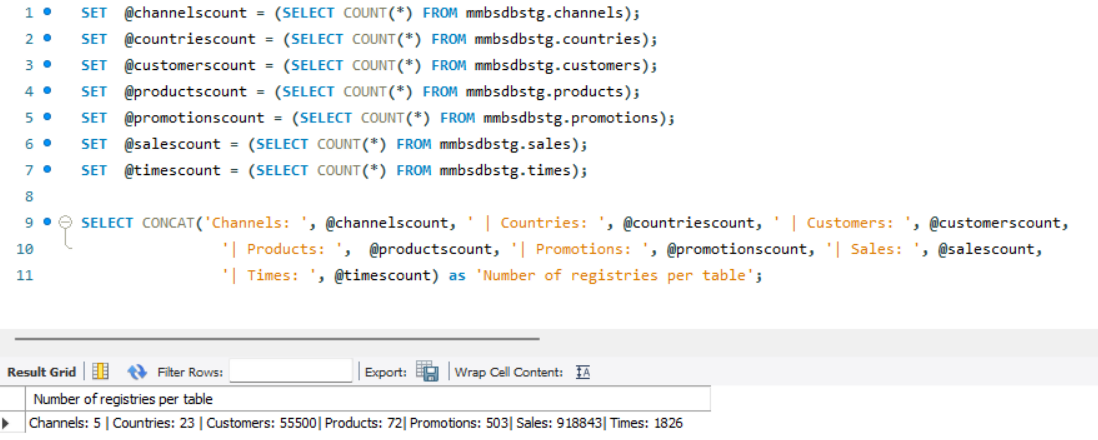 1 SET @channelscount = (SELECT COUNT(*) FROM mmbsdbstg.channels);
2 SET @countriescount = (SELECT COUNT(*) FROM mmbsdbstg.countries);
3 SET @customerscount = (SELECT COUNT(*) FROM mmbsdbstg.customers);
4 SET @productscount = (SELECT COUNT(*) FROM mmbsdbstg.products);
5 SET @promotionscount = (SELECT COUNT(*) FROM mmbsdbstg.promotions);
6 SET @salescount = (SELECT COUNT(*) FROM mmbsdbstg.sales);
7 SET @timescount = (SELECT COUNT(*) FROM mmbsdbstg.times);
8
9 SELECT CONCAT('Channels: ', @channelscount, ' | Countries: ', @countriescount, ' | Customers: ', @customerscount,
10 '| Products: ', @productscount, '| Promotions: ', @promotionscount, '| Sales: ', @salescount,
11 '| Times: ', @timescount) as 'Number of registries per table';
Result Grid Filter Rows: Export: Wrap Cell Content:
Number of registries per table
Channels: 5 | Countries: 23 | Customers: 55500| Products: 72| Promotions: 503| Sales: 918843| Times: 1826